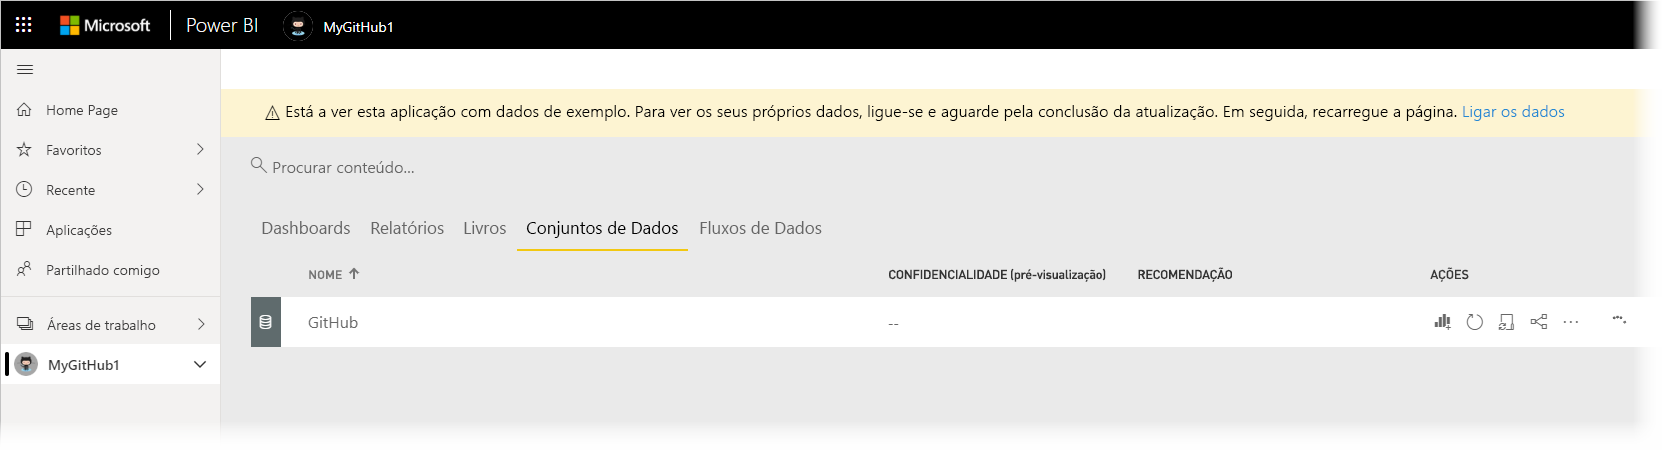 Microsoft Power BI MyGitHub1
Home Page
Favoritos
Recente
Aplicações
Partilhado comigo
Áreas de trabalho
MyGitHub1
Está a ver esta aplicação com dados de exemplo. Para ver os seus próprios dados, ligue-se e aguarde pela conclusão da atualização. Em seguida, recarregue a página. Ligar os dados
Procurar conteúdo...
Dashboards Relatórios Livros Conjuntos de Dados Fluxos de Dados
NOME CONFIDENCIALIDADE (pré-visualização) RECOMENDAÇÃO AÇÕES
GitHub --